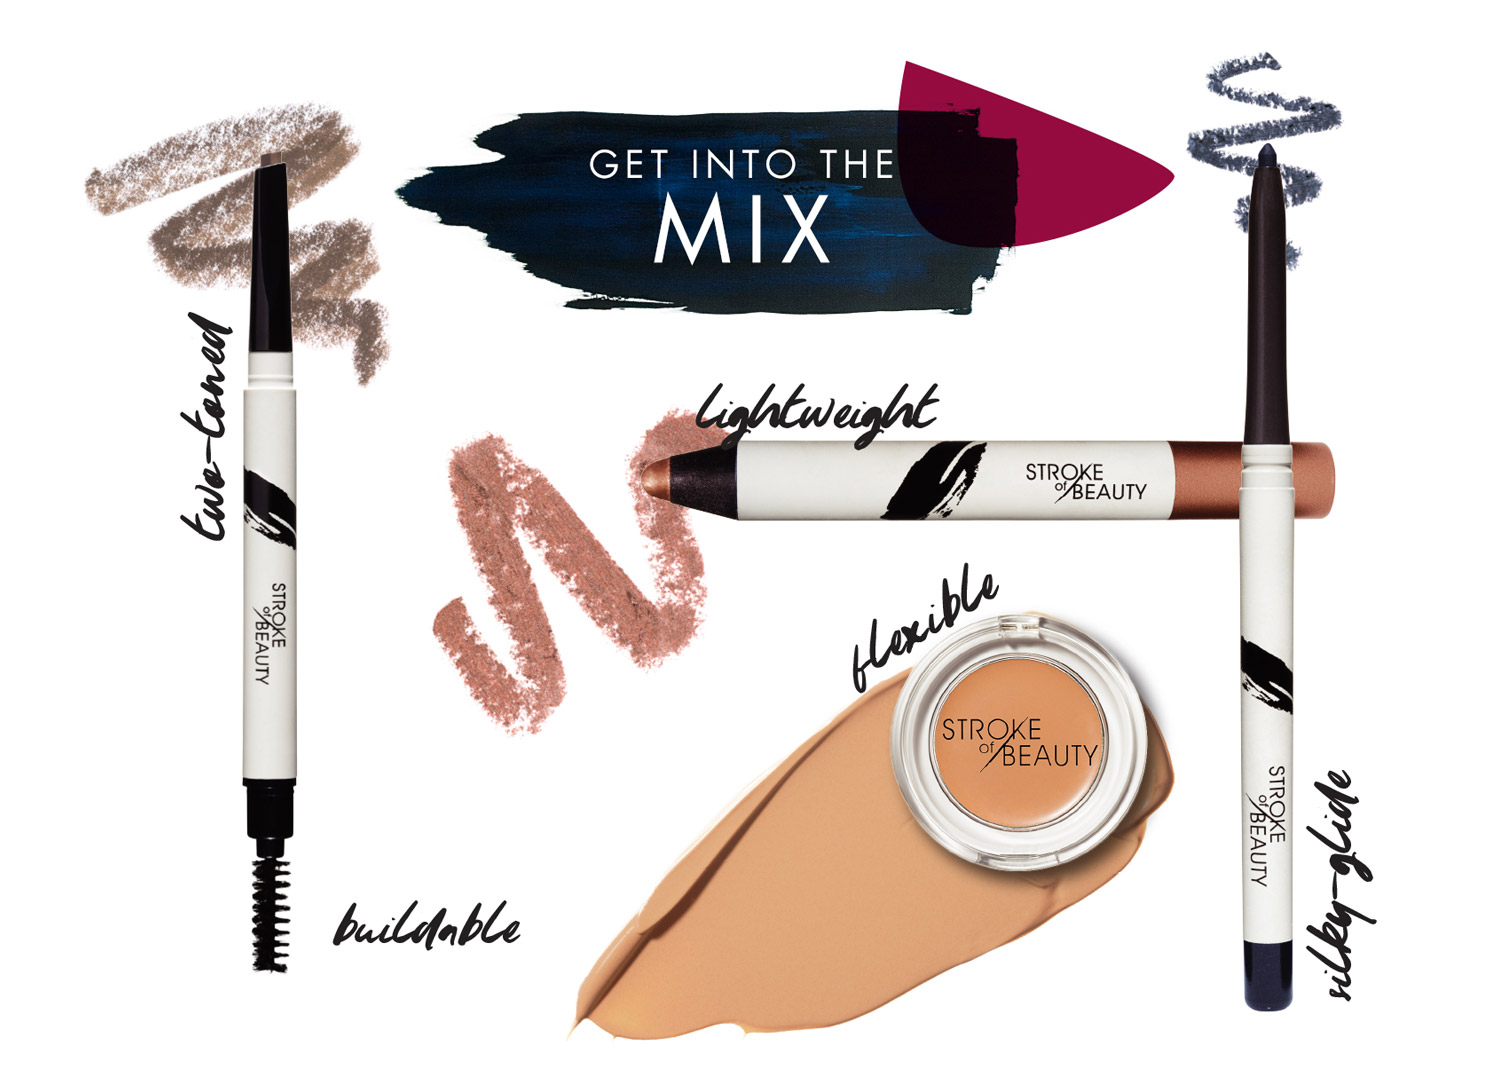 GET INTO THE
MIX
two-toned
lightweight
STROKE
of BEAUTY
flexible
STROKE
of BEAUTY
STROKE
of BEAUTY
STROKE
of BEAUTY
silky-glide
buildable